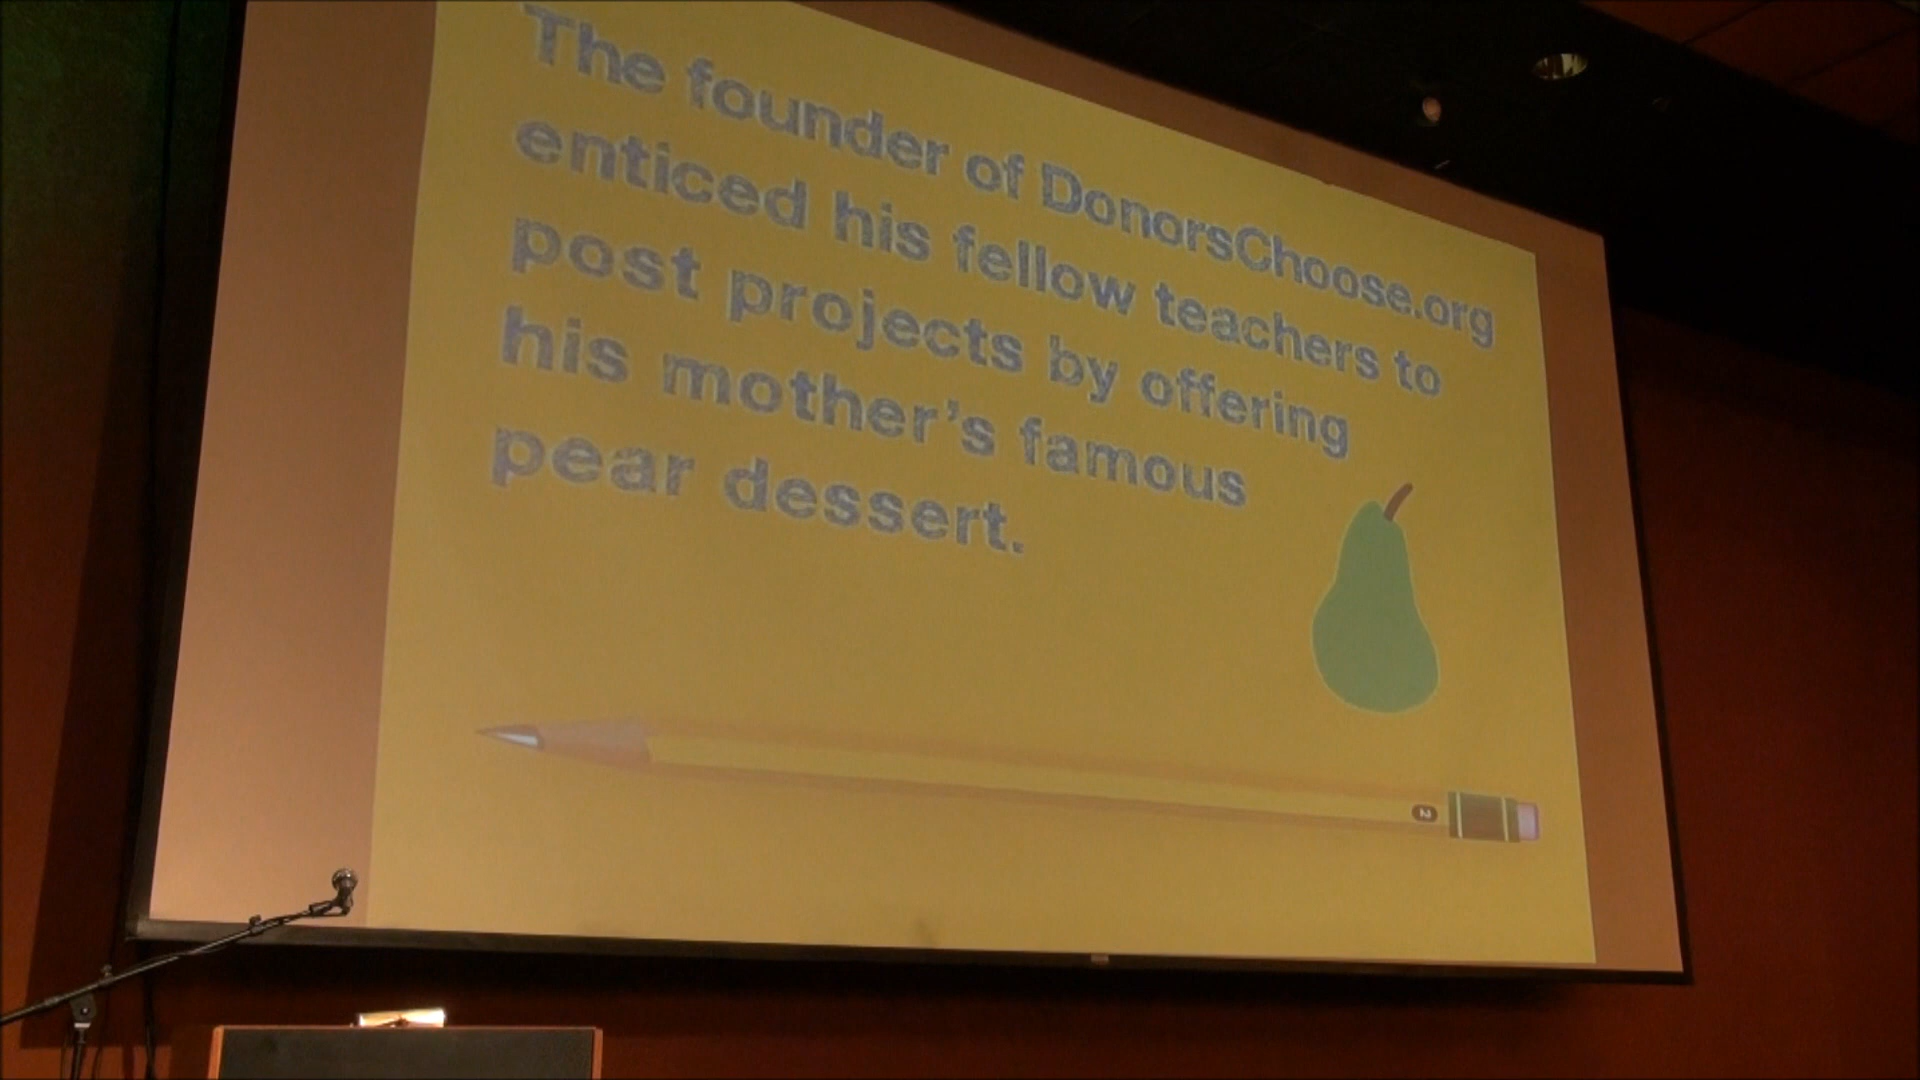 The founder of DonorsChoose.org
enticed his fellow teachers to
post projects by offering
his mother's famous
pear dessert.
2